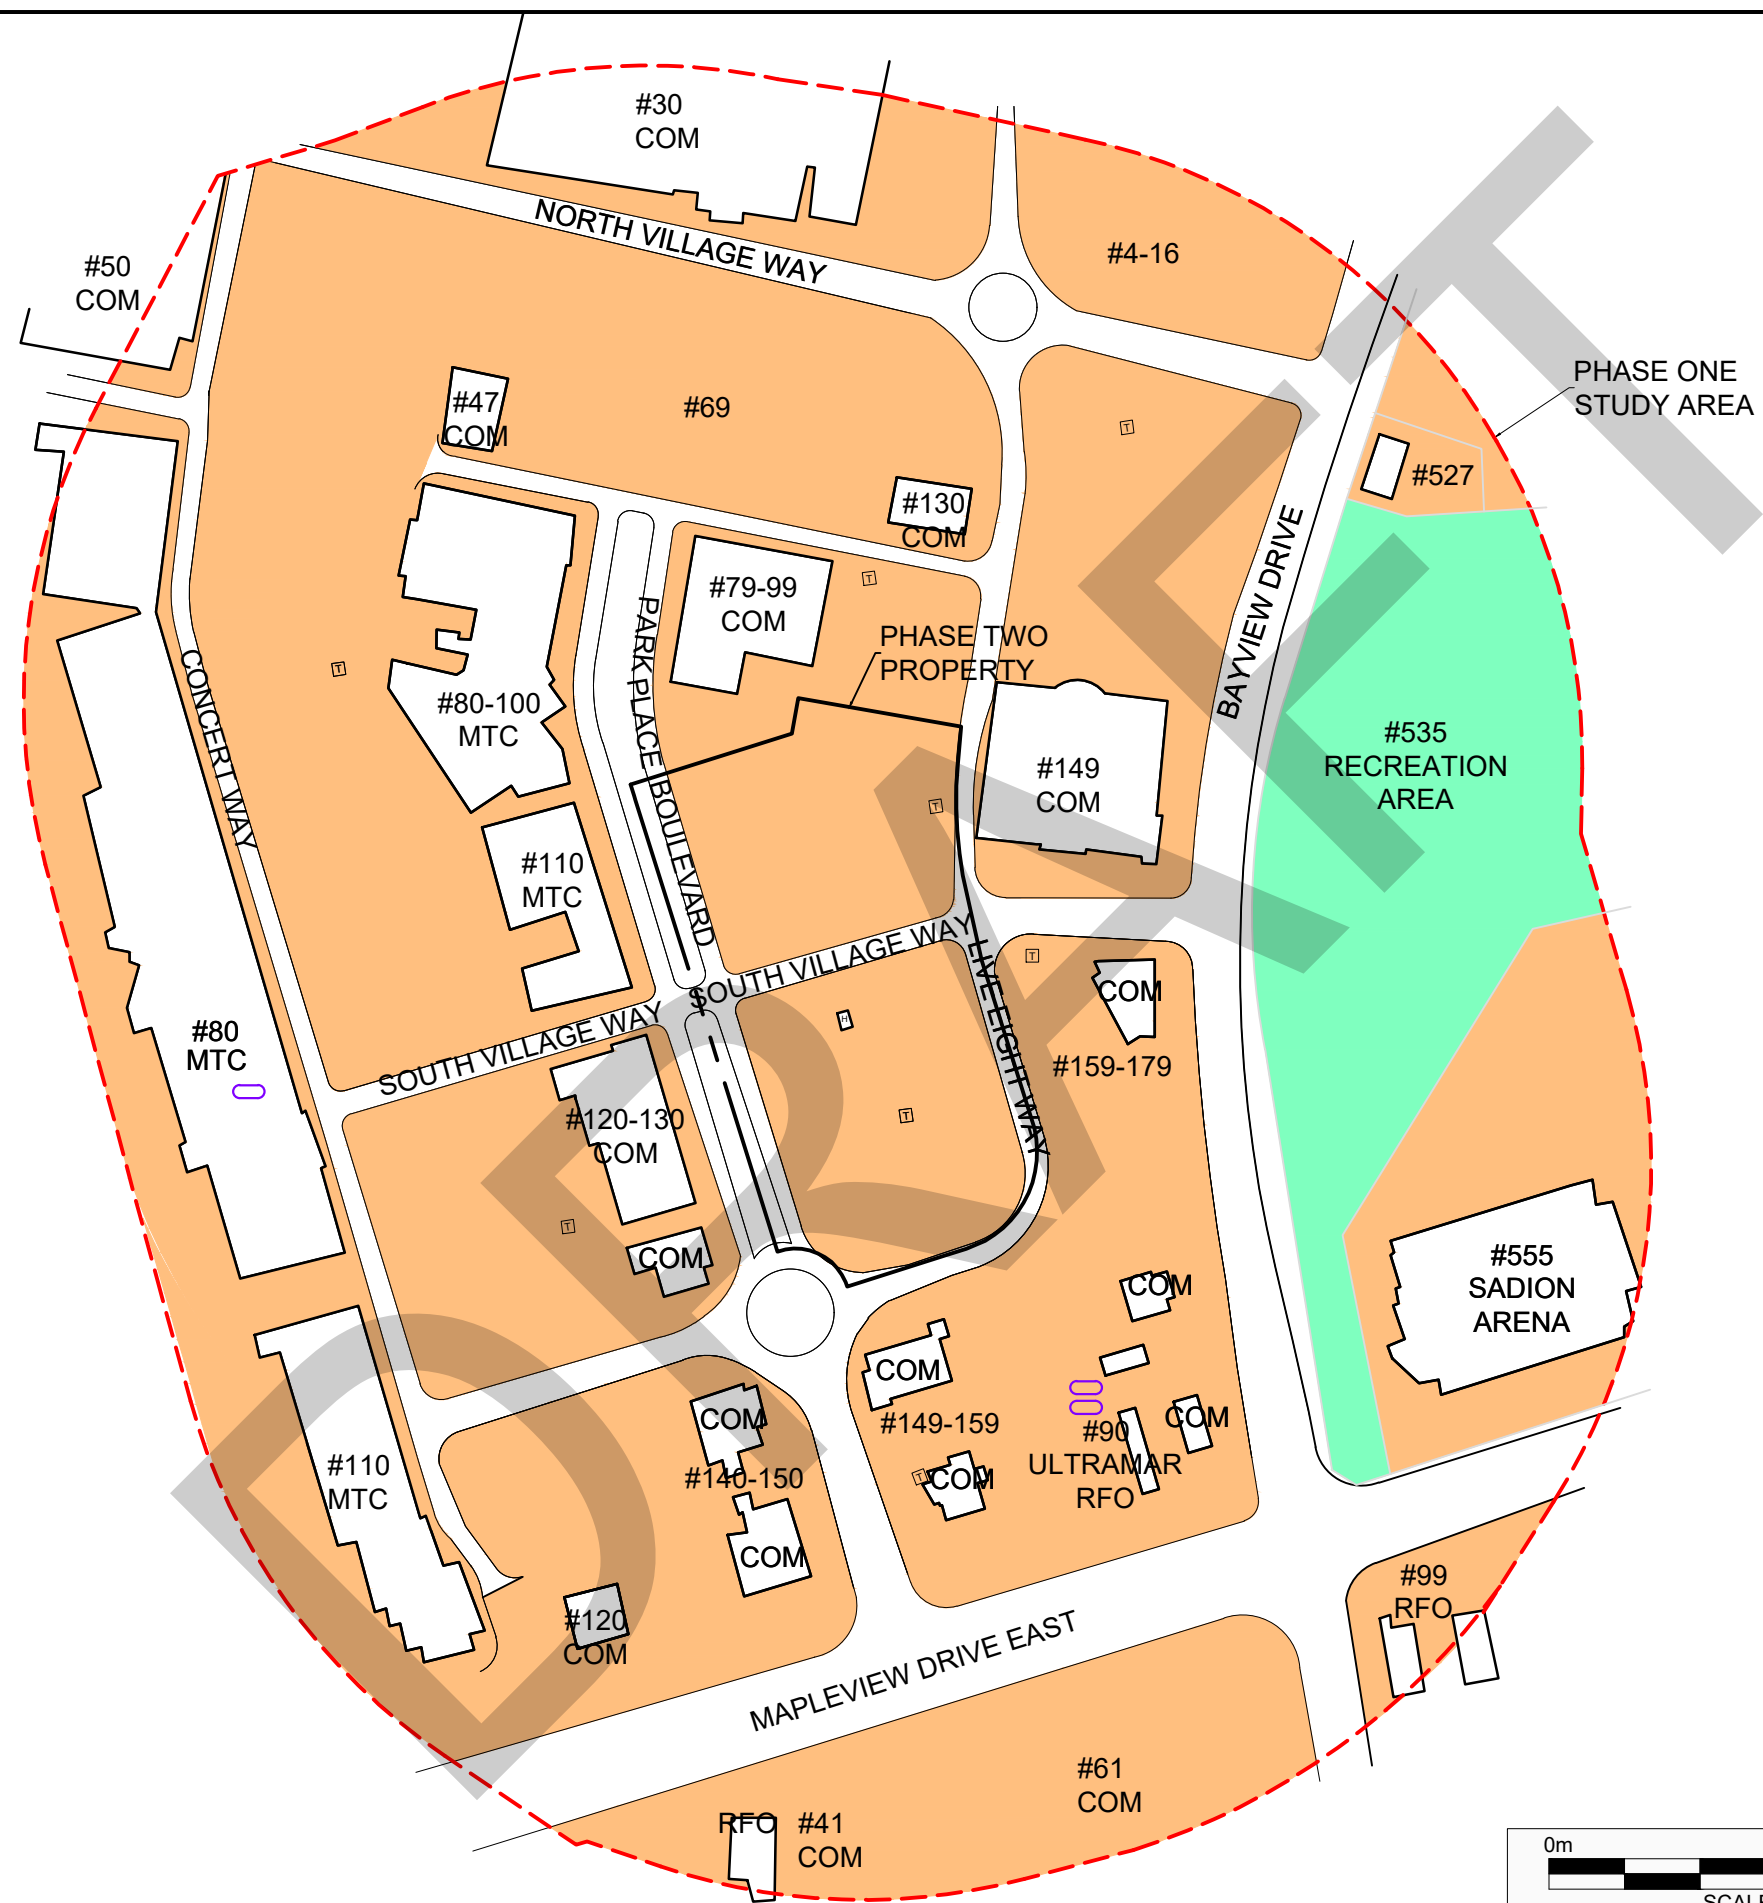 #30
COM
NORTH VILLAGE WAY
#4-16
#50
COM
PHASE ONE
STUDY AREA
#47
COM
#69
#527
#130
COM
#79-99
COM
BAYVIEW DRIVE
PARK PLACE BOULEVARD
PHASE TWO
PROPERTY
CONCERT WAY
#80-100
MTC
#535
RECREATION
AREA
#149
COM
#110
MTC
SOUTH VILLAGE WAY
LIVE EIGHT WAY
COM
#80
MTC
SOUTH VILLAGE WAY
#159-179
#120-130
COM
COM
COM
#555
SADION
ARENA
COM
COM
#149-159
COM
#90
ULTRAMAR
RFO
#110
MTC
#140-150
COM
COM
#99
RFO
#120
COM
MAPLEVIEW DRIVE EAST
#61
COM
RFO
#41
COM
T
T
T
T
T
H
T
T
T
0m
SCALE
DRAFT